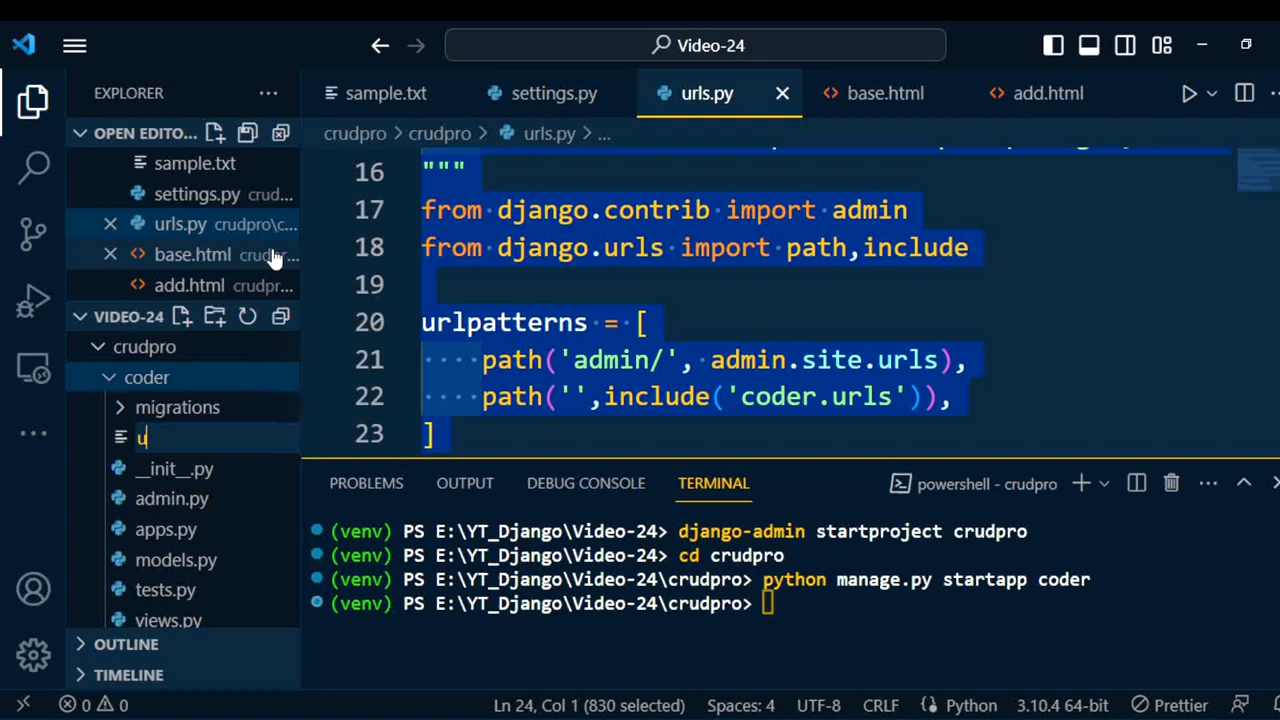 Video-24
EXPLORER
sample.txt
settings.py
urls.py
base.html
add.html
OPEN EDITO...
sample.txt
settings.py crud...
urls.py crudpro\c...
base.html
add.html crudpr...
VIDEO-24
crudpro
coder
migrations
u
__init__.py
admin.py
apps.py
models.py
tests.py
views.py
OUTLINE
TIMELINE
crudpro > crudpro > urls.py > ...
16 """
17 from django.contrib import admin
18 from django.urls import path,include
19
20 urlpatterns = [
21 path('admin/', admin.site.urls),
22 path('',include('coder.urls')),
23 ]
PROBLEMS OUTPUT DEBUG CONSOLE TERMINAL powershell - crudpro
(venv) PS E:\YT_Django\Video-24> django-admin startproject crudpro
(venv) PS E:\YT_Django\Video-24> cd crudpro
(venv) PS E:\YT_Django\Video-24\crudpro> python manage.py startapp coder
(venv) PS E:\YT_Django\Video-24\crudpro>
0 0 Ln 24, Col 1 (830 selected) Spaces: 4 UTF-8 CRLF Python 3.10.4 64-bit Prettier